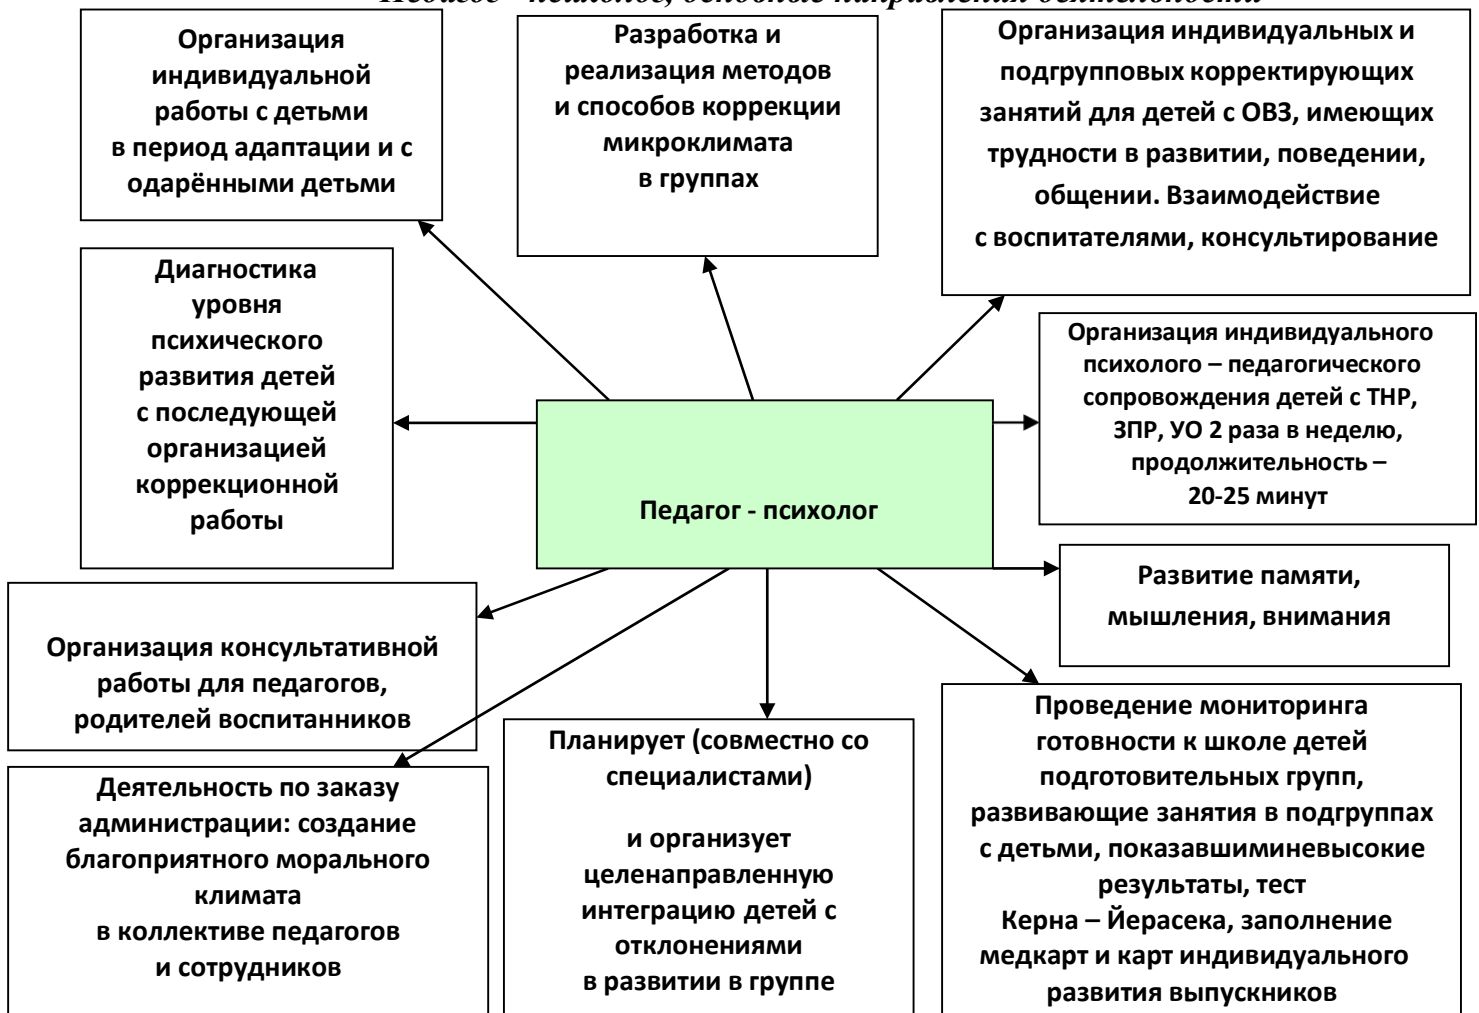 Педагог - психолог, основные направления деятельности
Организация
индивидуальной
работы с детьми
в период адаптации и с
одарёнными детьми
Разработка и
реализация методов
и способов коррекции
микроклимата
в группах
Организация индивидуальных и
подгрупповых корректирующих
занятий для детей с ОВЗ, имеющих
трудности в развитии, поведении,
общении. Взаимодействие
с воспитателями, консультирование
Диагностика
уровня
психического
развития детей
с последующей
организацией
коррекционной
работы
Организация индивидуального
психолого – педагогического
сопровождения детей с ТНР,
ЗПР, УО 2 раза в неделю,
продолжительность –
20-25 минут
Педагог - психолог
Развитие памяти,
мышления, внимания
Организация консультативной
работы для педагогов,
родителей воспитанников
Деятельность по заказу
администрации: создание
благоприятного морального
климата
в коллективе педагогов
и сотрудников
Планирует (совместно со
специалистами)
и организует
целенаправленную
интеграцию детей с
отклонениями
в развитии в группе
Проведение мониторинга
готовности к школе детей
подготовительных групп,
развивающие занятия в подгруппах
с детьми, показавшиминевысокие
результаты, тест
Керна – Йерасека, заполнение
медкарт и карт индивидуального
развития выпускников